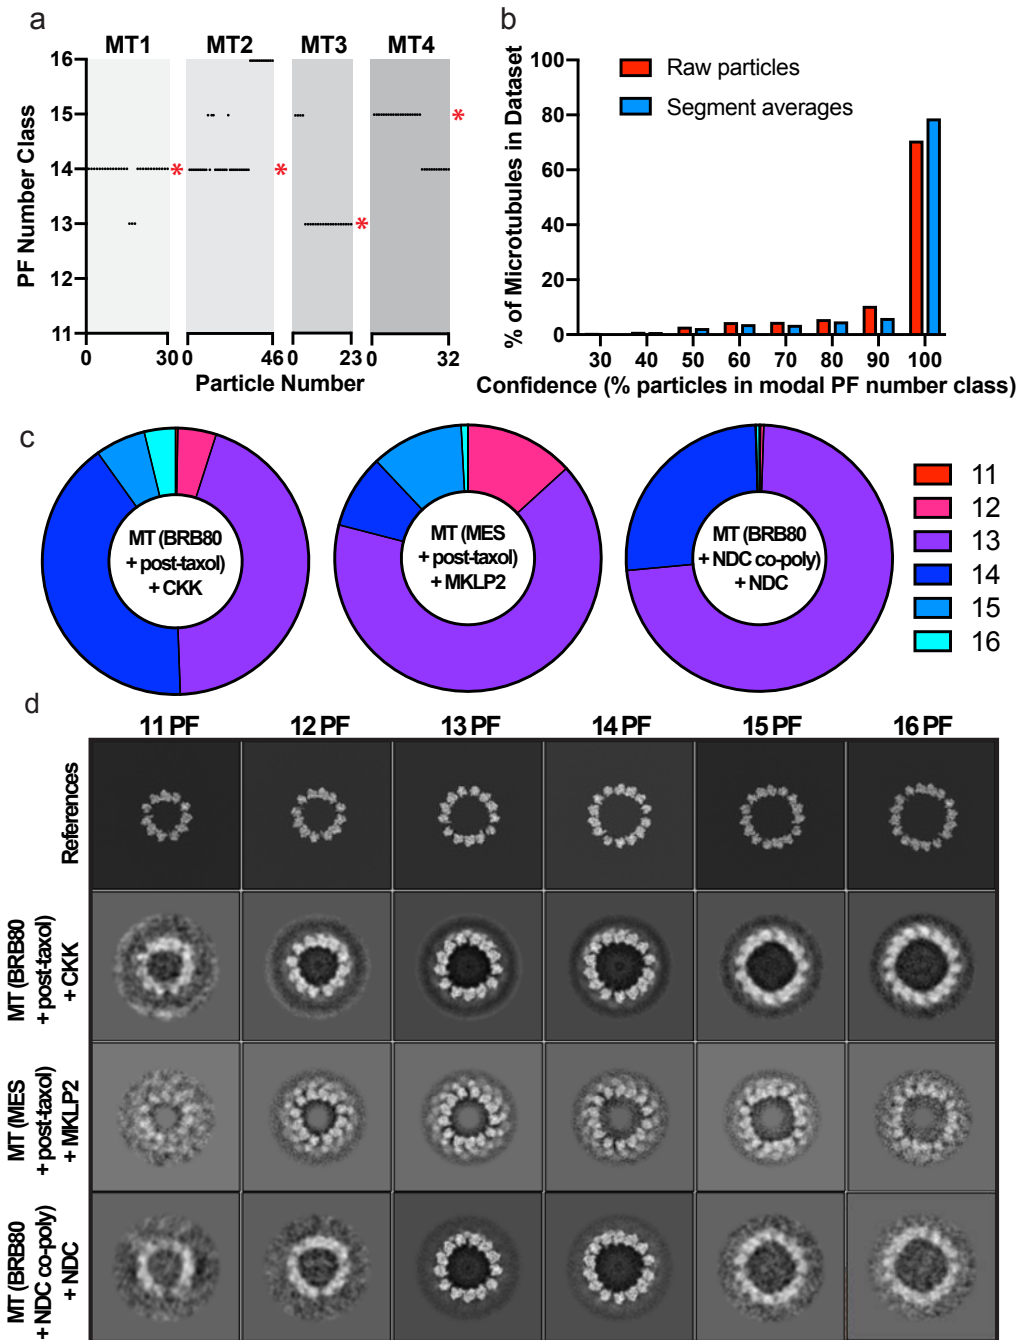 a
MT1 MT2 MT3 MT4
PF Number Class
16
15
14
13
12
11
* * * *
0 30 0 46 0 23 0 32
Particle Number
b
% of Microtubules in Dataset
100
80
60
40
20
0
Raw particles
Segment averages
30 40 50 60 70 80 90 100
Confidence (% particles in modal PF number class)
c
MT (BRB80
+ post-taxol)
+ CKK
MT (MES
+ post-taxol)
+ MKLP2
MT (BRB80
+ NDC co-poly)
+ NDC
11
12
13
14
15
16
d
11 PF 12 PF 13 PF 14 PF 15 PF 16 PF
References
MT (BRB80
+ post-taxol)
+ CKK
MT (MES
+ post-taxol)
+ MKLP2
MT (BRB80
+ NDC co-poly)
+ NDC